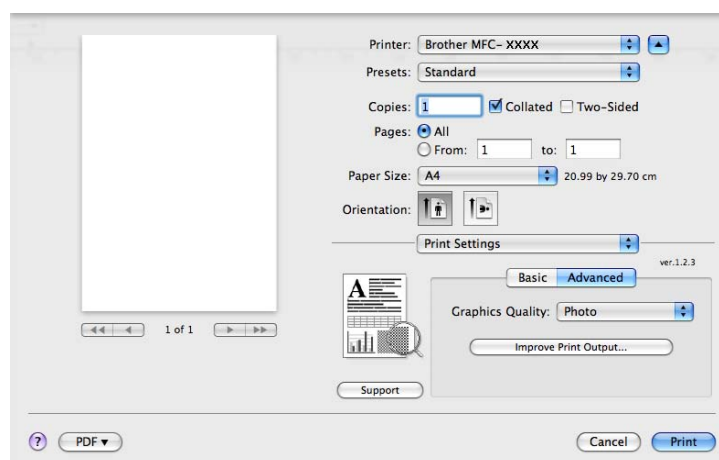 Printer: Brother MFC- XXXX
Presets: Standard
Copies: 1 Collated Two-Sided
Pages: All
From: 1 to: 1
Paper Size: A4 20.99 by 29.70 cm
Orientation:
Print Settings
ver.1.2.3
Basic Advanced
A
Graphics Quality: Photo
1 of 1
Improve Print Output...
Support
? PDF Cancel Print